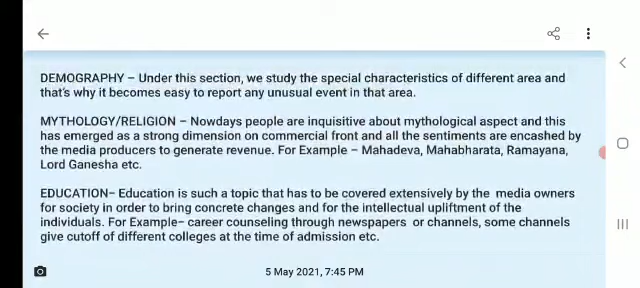 DEMOGRAPHY – Under this section, we study the special characteristics of different area and
that's why it becomes easy to report any unusual event in that area.
MYTHOLOGY/RELIGION – Nowdays people are inquisitive about mythological aspect and this
has emerged as a strong dimension on commercial front and all the sentiments are encashed by
the media producers to generate revenue. For Example – Mahadeva, Mahabharata, Ramayana,
Lord Ganesha etc.
EDUCATION– Education is such a topic that has to be covered extensively by the media owners
for society in order to bring concrete changes and for the intellectual upliftment of the
individuals. For Example– career counseling through newspapers or channels, some channels
give cutoff of different colleges at the time of admission etc.
5 May 2021, 7:45 PM